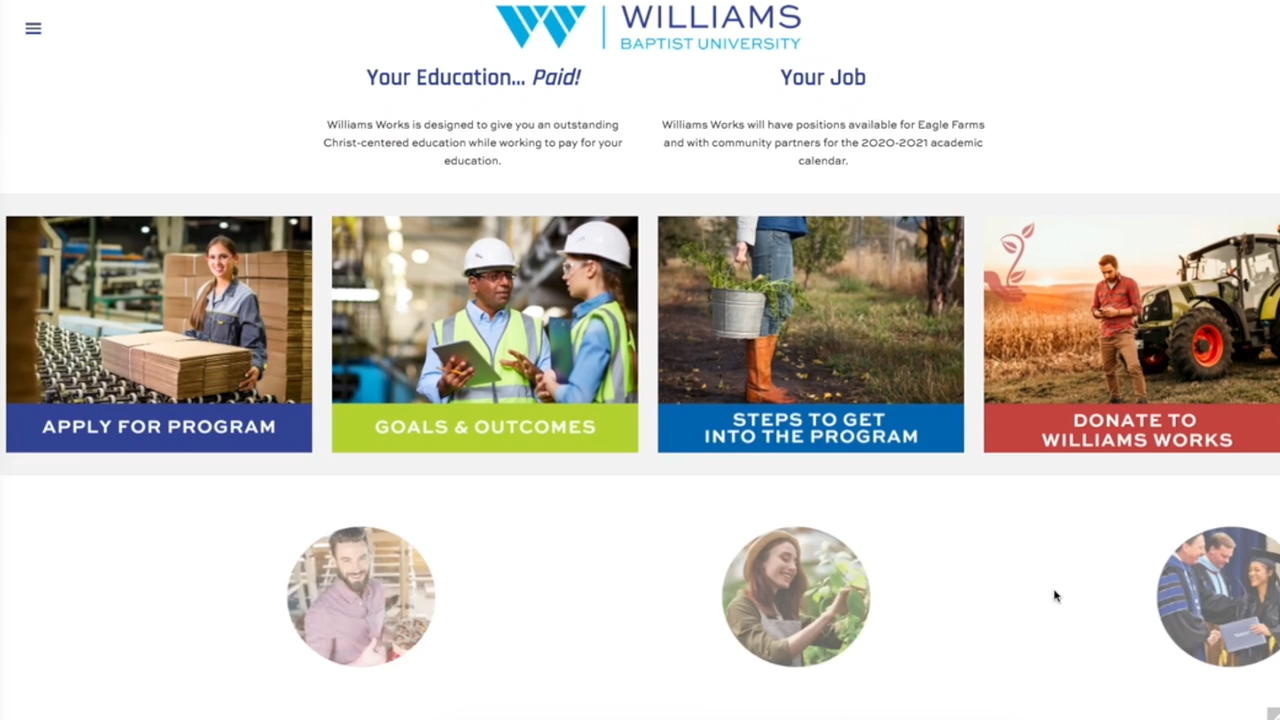 WILLIAMS
BAPTIST UNIVERSITY
Your Education... Paid!
Williams Works is designed to give you an outstanding
Christ-centered education while working to pay for your
education.
Your Job
Williams Works will have positions available for Eagle Farms
and with community partners for the 2020-2021 academic
calendar.
APPLY FOR PROGRAM
GOALS & OUTCOMES
STEPS TO GET
INTO THE PROGRAM
DONATE TO
WILLIAMS WORKS